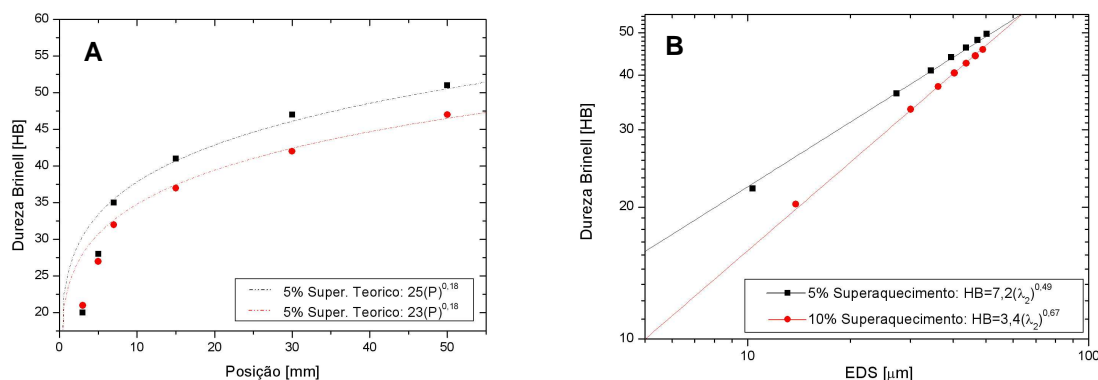 A
60
55
50
45
40
35
30
25
20
Dureza Brinell [HB]
0
10
20
30
40
50
Posição [mm]
5% Super. Teorico: 25(P)^0,18
5% Super. Teorico: 23(P)^0,18
B
50
40
30
20
10
Dureza Brinell [HB]
10
100
EDS [μm]
5% Superaquecimento: HB=7,2(λ₂)^0,49
10% Superaquecimento: HB=3,4(λ₂)^0,67